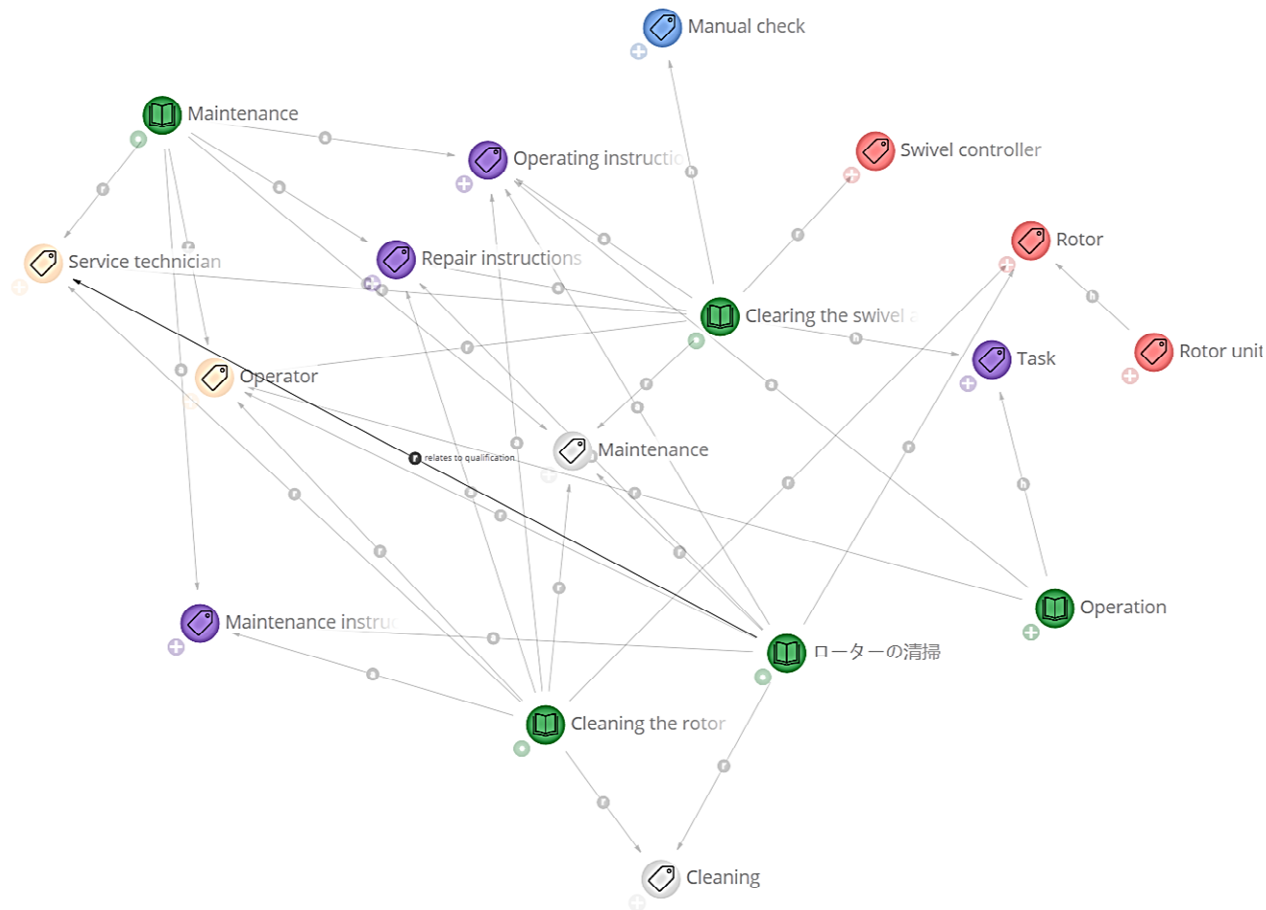 Manual check
Maintenance
Swivel controller
Operating instructio
Rotor
Service technician
Repair instructions
Clearing the swivel a
Rotor unit
Task
Operator
Maintenance
relates to qualification
Operation
Maintenance instruc
ローターの清掃
Cleaning the rotor
Cleaning